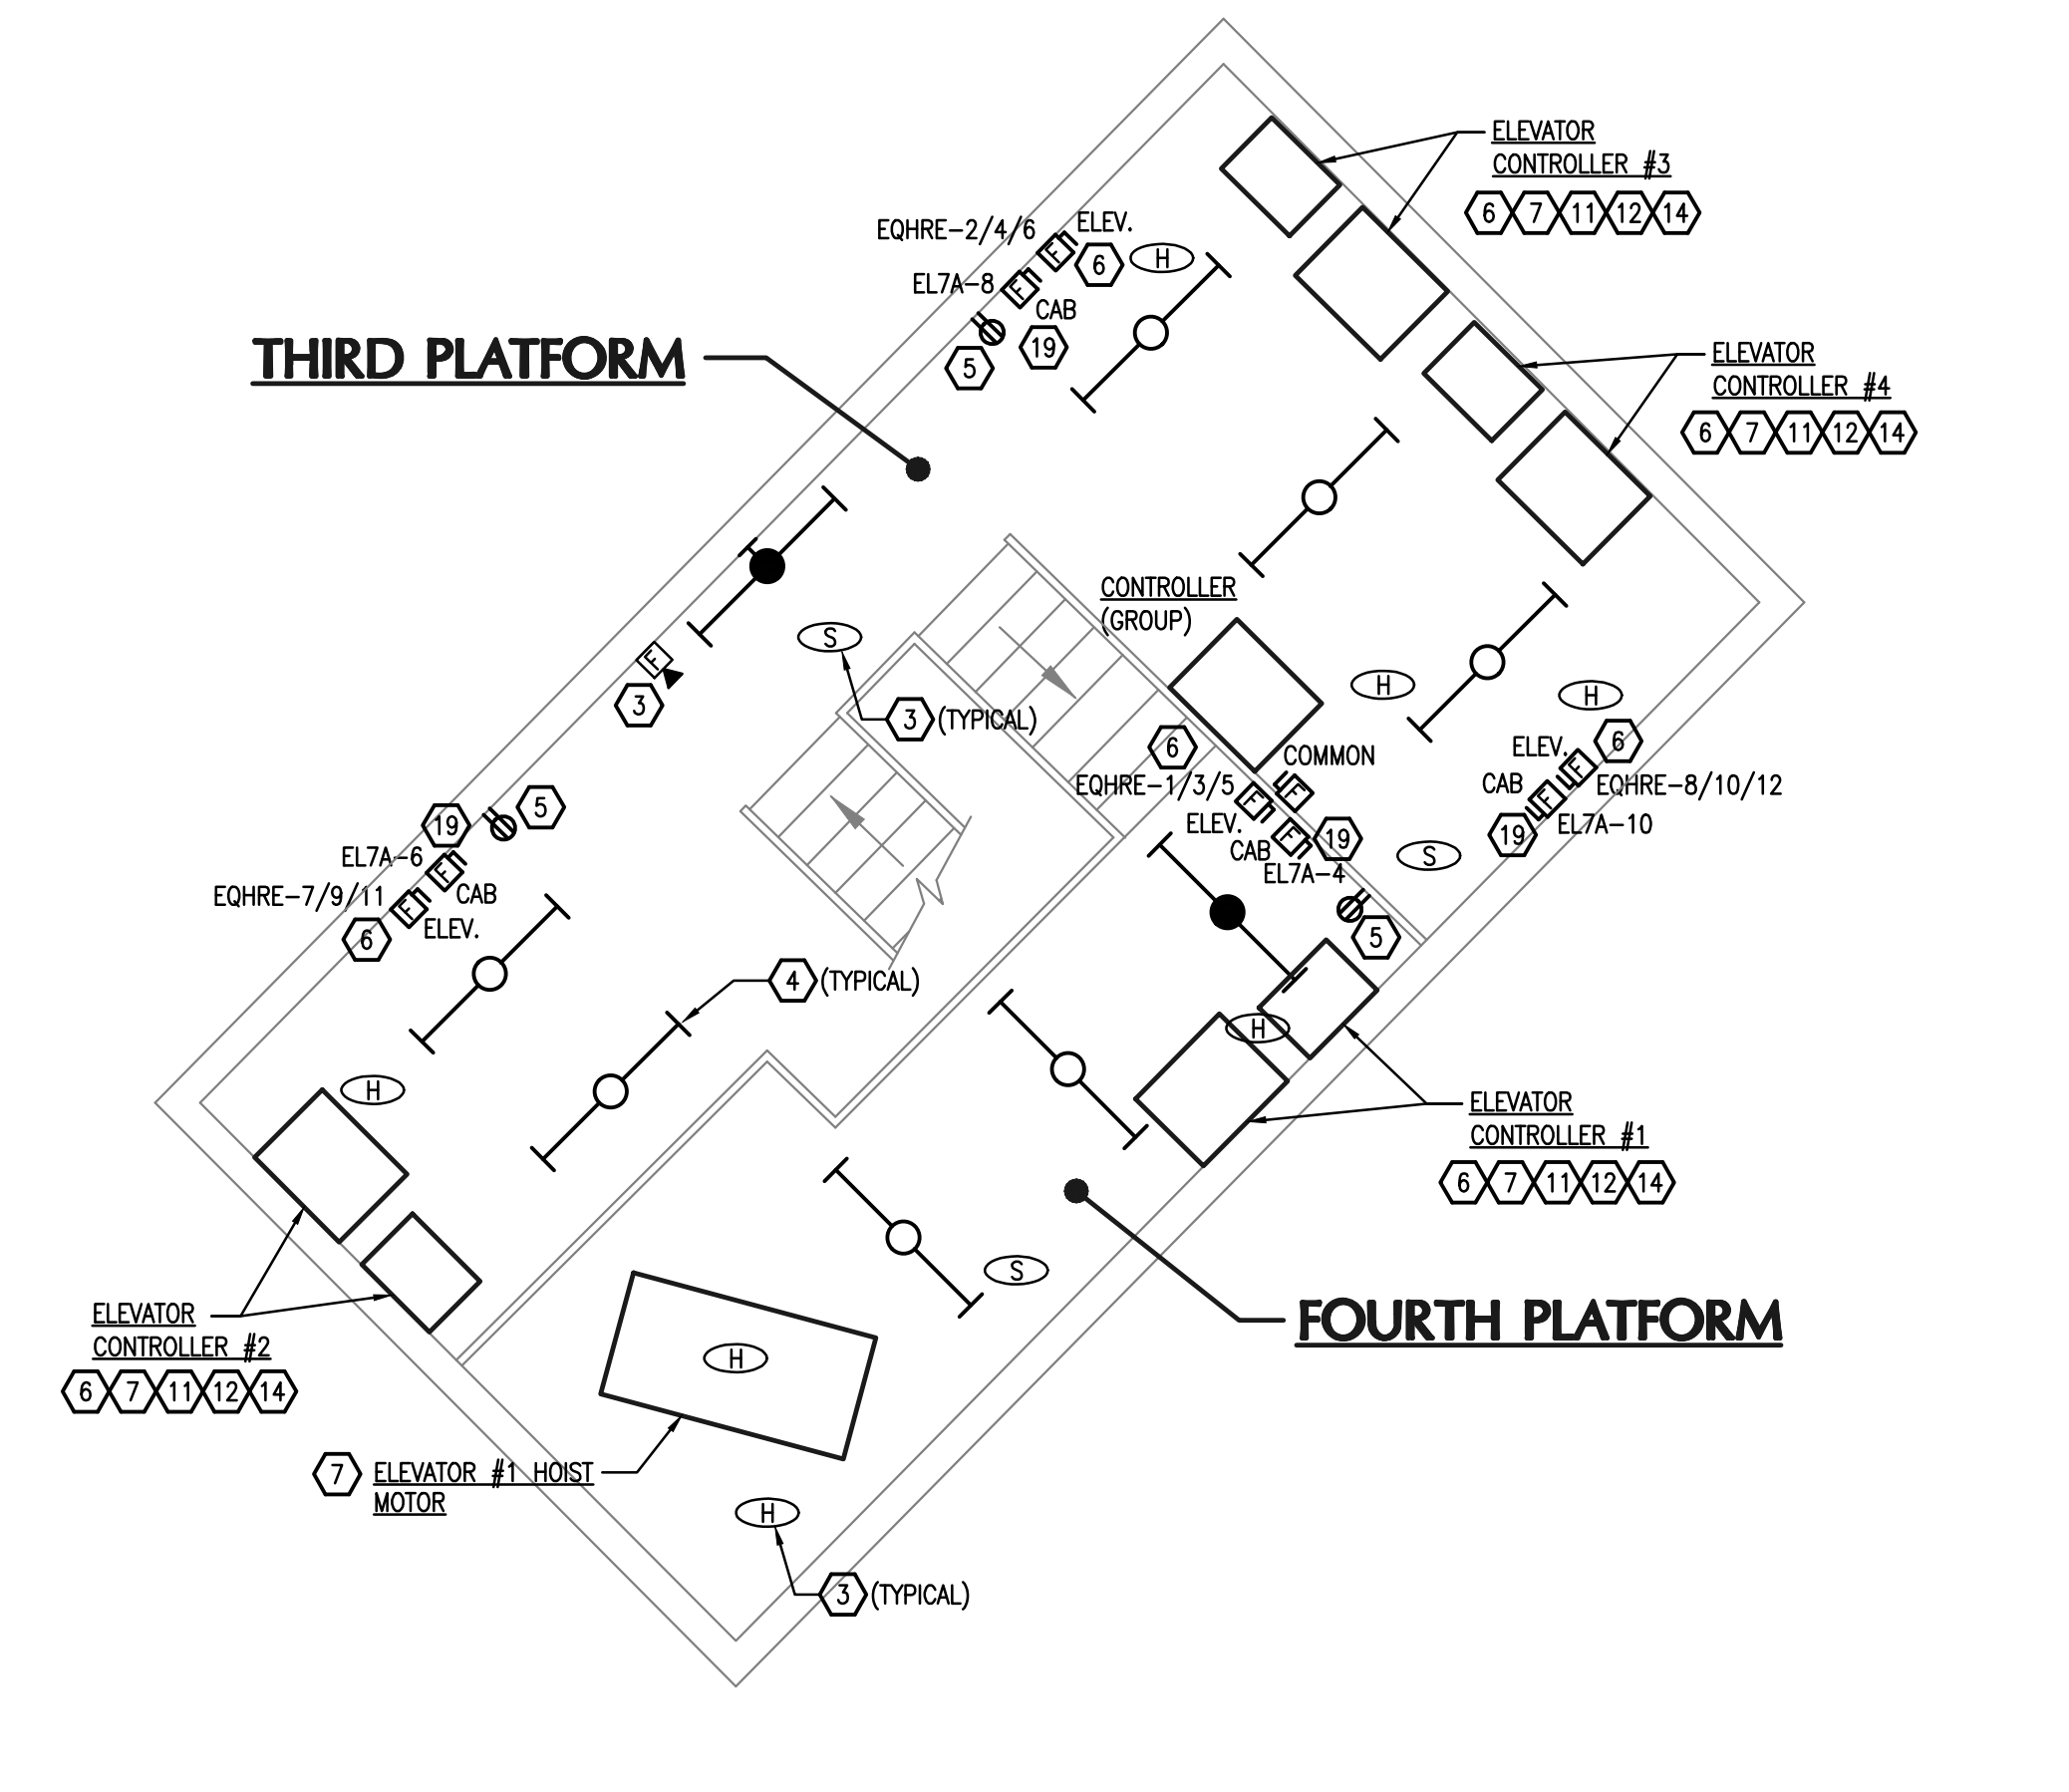 ELEVATOR
CONTROLLER #3
6 7 11 12 14
EQHRE-2/4/6
ELEV.
F
6
H
EL7A-8
F
CAB
19
5
THIRD PLATFORM
ELEVATOR
CONTROLLER #4
6 7 11 12 14
CONTROLLER
(GROUP)
S
3 (TYPICAL)
F
3
H
H
6
COMMON
F
EQHRE-1/3/5
F
ELEV.
F
CAB
19
EL7A-4
5
S
ELEV.
F
6
CAB
F
EQHRE-8/10/12
19
EL7A-10
5
19
EL7A-6
F
CAB
EQHRE-7/9/11
F
ELEV.
6
4 (TYPICAL)
H
H
ELEVATOR
CONTROLLER #1
6 7 11 12 14
S
FOURTH PLATFORM
ELEVATOR
CONTROLLER #2
6 7 11 12 14
H
7 ELEVATOR #1 HOIST
MOTOR
H
3 (TYPICAL)